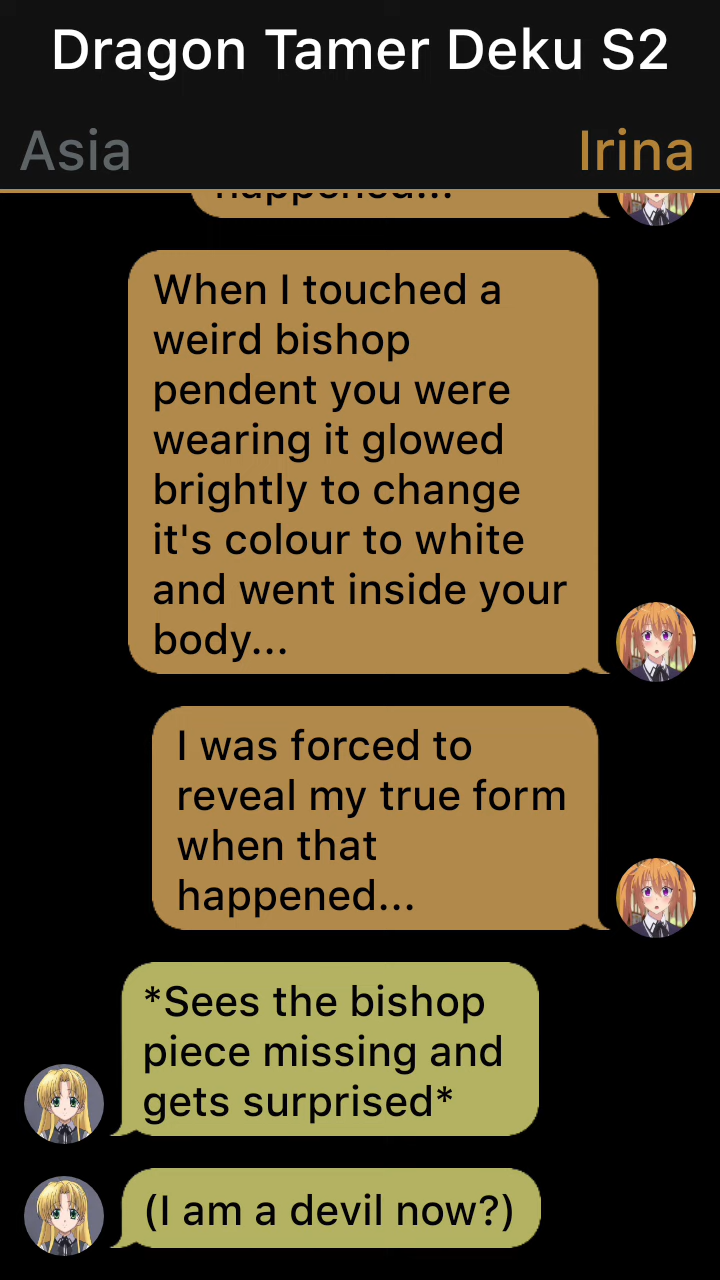 Dragon Tamer Deku S2
Asia
Irina
happened...
When I touched a
weird bishop
pendent you were
wearing it glowed
brightly to change
it's colour to white
and went inside your
body...
I was forced to
reveal my true form
when that
happened...
*Sees the bishop
piece missing and
gets surprised*
(I am a devil now?)